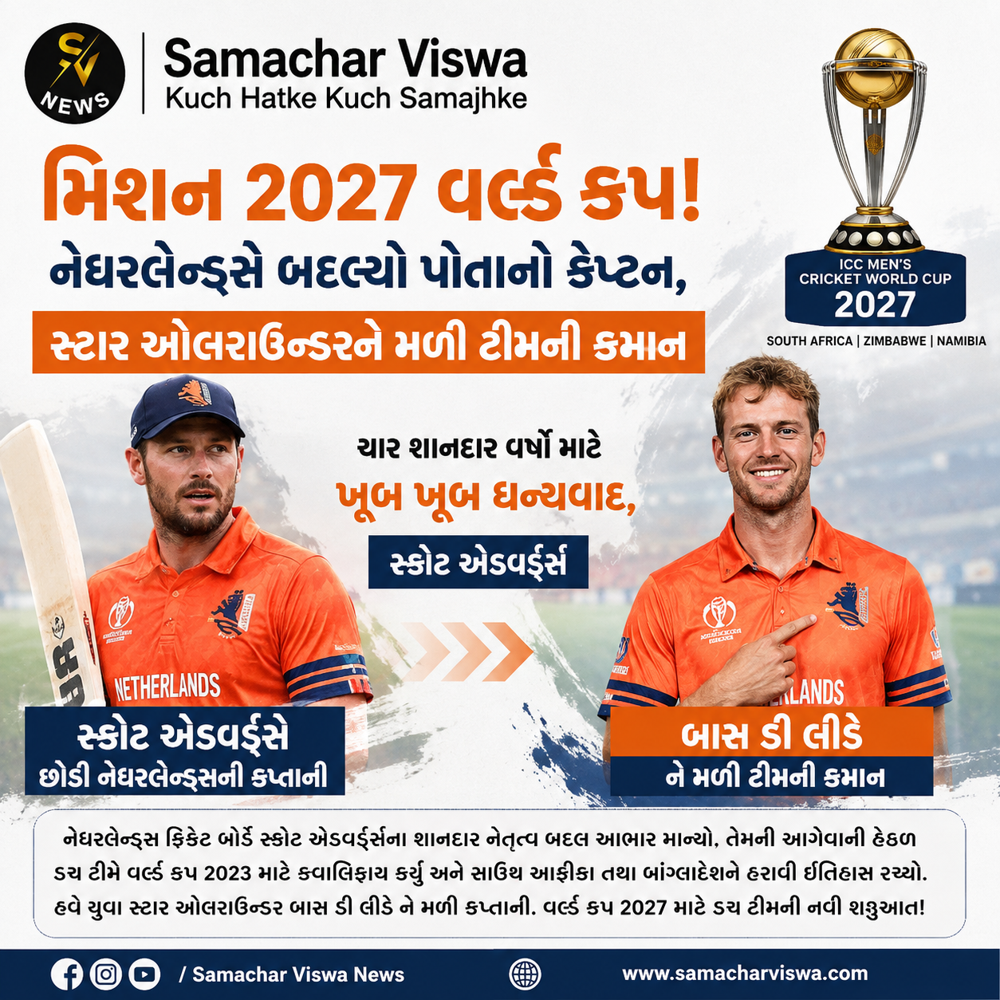 SV
NEWS
Samachar Viswa
Kuch Hatke Kuch Samajhke
મિશન 2027 વર્લ્ડ કપ!
નેધરલેન્ડ્સે બદલ્યો પોતાનો કેપ્ટન,
સ્ટાર ઓલરાઉન્ડરને મળી ટીમની કમાન
ICC MEN'S
CRICKET WORLD CUP
2027
SOUTH AFRICA | ZIMBABWE | NAMIBIA
ચાર શાનદાર વર્ષો માટે
ખૂબ ખૂબ ધન્યવાદ,
સ્કોટ એડવર્ડ્સ
NETHERLANDS
RLANDS
સ્કોટ એડવર્ડ્સે
છોડી નેધરલેન્ડ્સની કપ્તાની
બાસ ડી લીડે
ને મળી ટીમની કમાન
નેધરલેન્ડ્સ ક્રિકેટ બોર્ડે સ્કોટ એડવર્ડ્સના શાનદાર નેતૃત્વ બદલ આભાર માન્યો, તેમની આગેવાની હેઠળ
ડચ ટીમે વર્લ્ડ કપ 2023 માટે ક્વાલિફાય કર્યુ અને સાઉથ આફ્રીકા તથા બાંગ્લાદેશને હરાવી ઈતિહાસ રચ્યો.
હવે યુવા સ્ટાર ઓલરાઉન્ડર બાસ ડી લીડે ને મળી કપ્તાની. વર્લ્ડ કપ 2027 માટે ડચ ટીમની નવી શરૂઆત!
/ Samachar Viswa News
www.samacharviswa.com